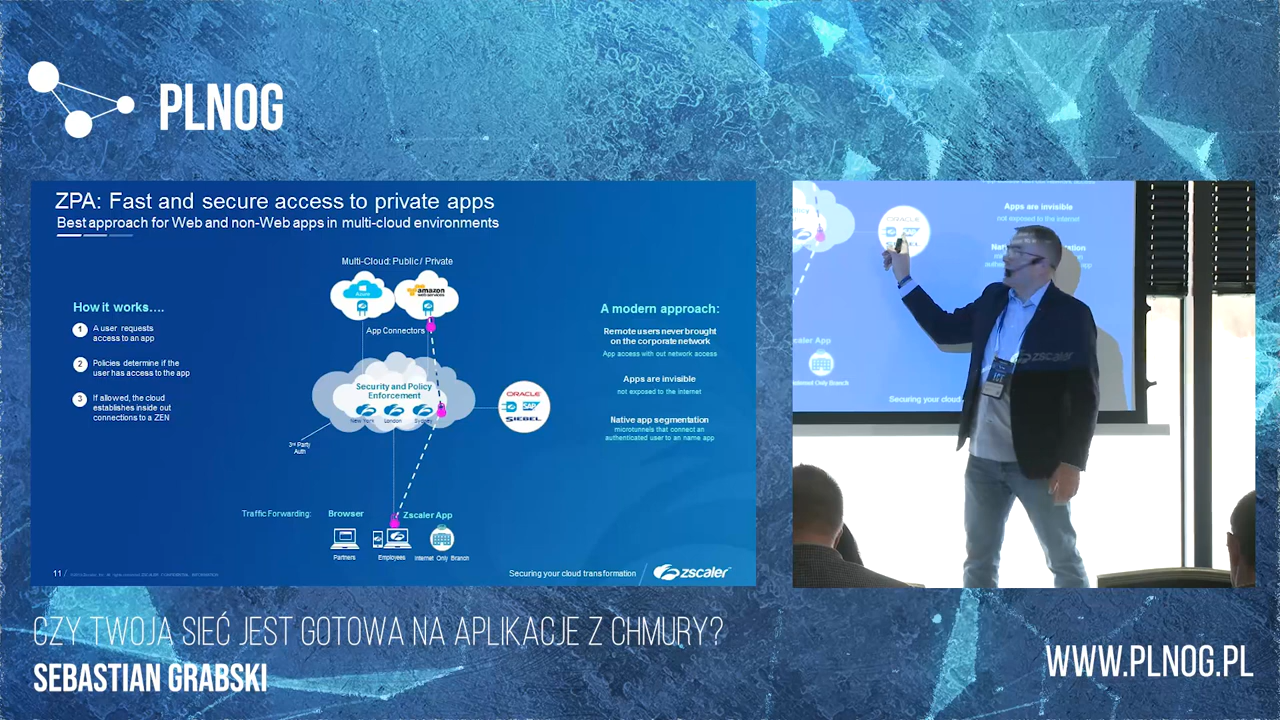 PLNOG
ZPA: Fast and secure access to private apps
Best approach for Web and non-Web apps in multi-cloud environments
Multi-Cloud: Public / Private
Azure
amazon
web services
App Connectors
How it works....
1 A user requests
access to an app
2 Policies determine if the
user has access to the app
3 If allowed, the cloud
establishes inside out
connections to a ZEN
Security and Policy
Enforcement
New York
London
Sydney
3rd Party
Auth
ORACLE
SAP
SIEBEL
A modern approach:
Remote users never brought
on the corporate network
App access with out network access
Apps are invisible
not exposed to the internet
Native app segmentation
microtunnels that connect an
authenticated user to an name app
Traffic Forwarding:
Browser
Zscaler App
Partners
Employees
Internet Only Branch
11 /
Securing your cloud transformation
zscaler
Apps are invisible
not exposed to the internet
ORACLE
SAP
zscaler
Securing your cloud
CZY TWOJA SIEĆ JEST GOTOWA NA APLIKACJE Z CHMURY?
SEBASTIAN GRABSKI
WWW.PLNOG.PL